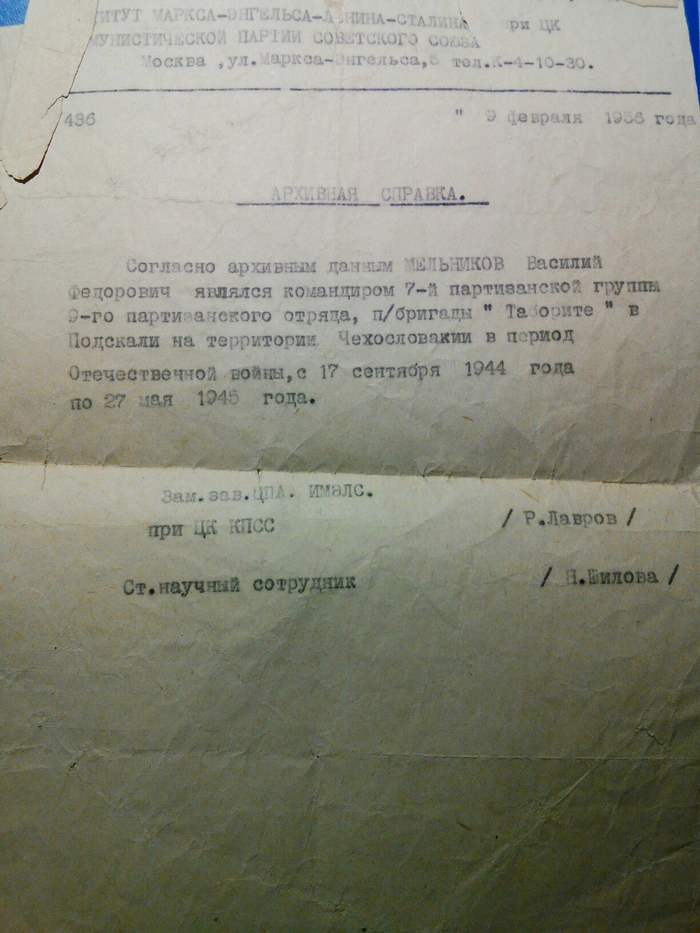 ТИТУТ МАРКСА-ЭНГЕЛЬСА-ЛЕНИНА-СТАЛИНА при ЦК
МУНИСТИЧЕСКОЙ ПАРТИИ СОВЕТСКОГО СОЮЗА
Москва ,ул.Маркса-Энгельса,5 тел.К-4-10-30.
436 " 9 февраля 1956 года
АРХИВНАЯ СПРАВКА.
Согласно архивным данным МЕЛЬНИКОВ Василий
Федорович являлся командиром 7-й партизанской группы
9-го партизанского отряда, п/бригады " Таборите " в
Подскали на территории Чехословакии в период
Отечественной войны,с 17 сентября 1944 года
по 27 мая 1945 года.
Зам.зав.ЦПА. ИМЭЛС.
при ЦК КПСС / Р.Лавров /
Ст.научный сотрудник / Н.Шилова /